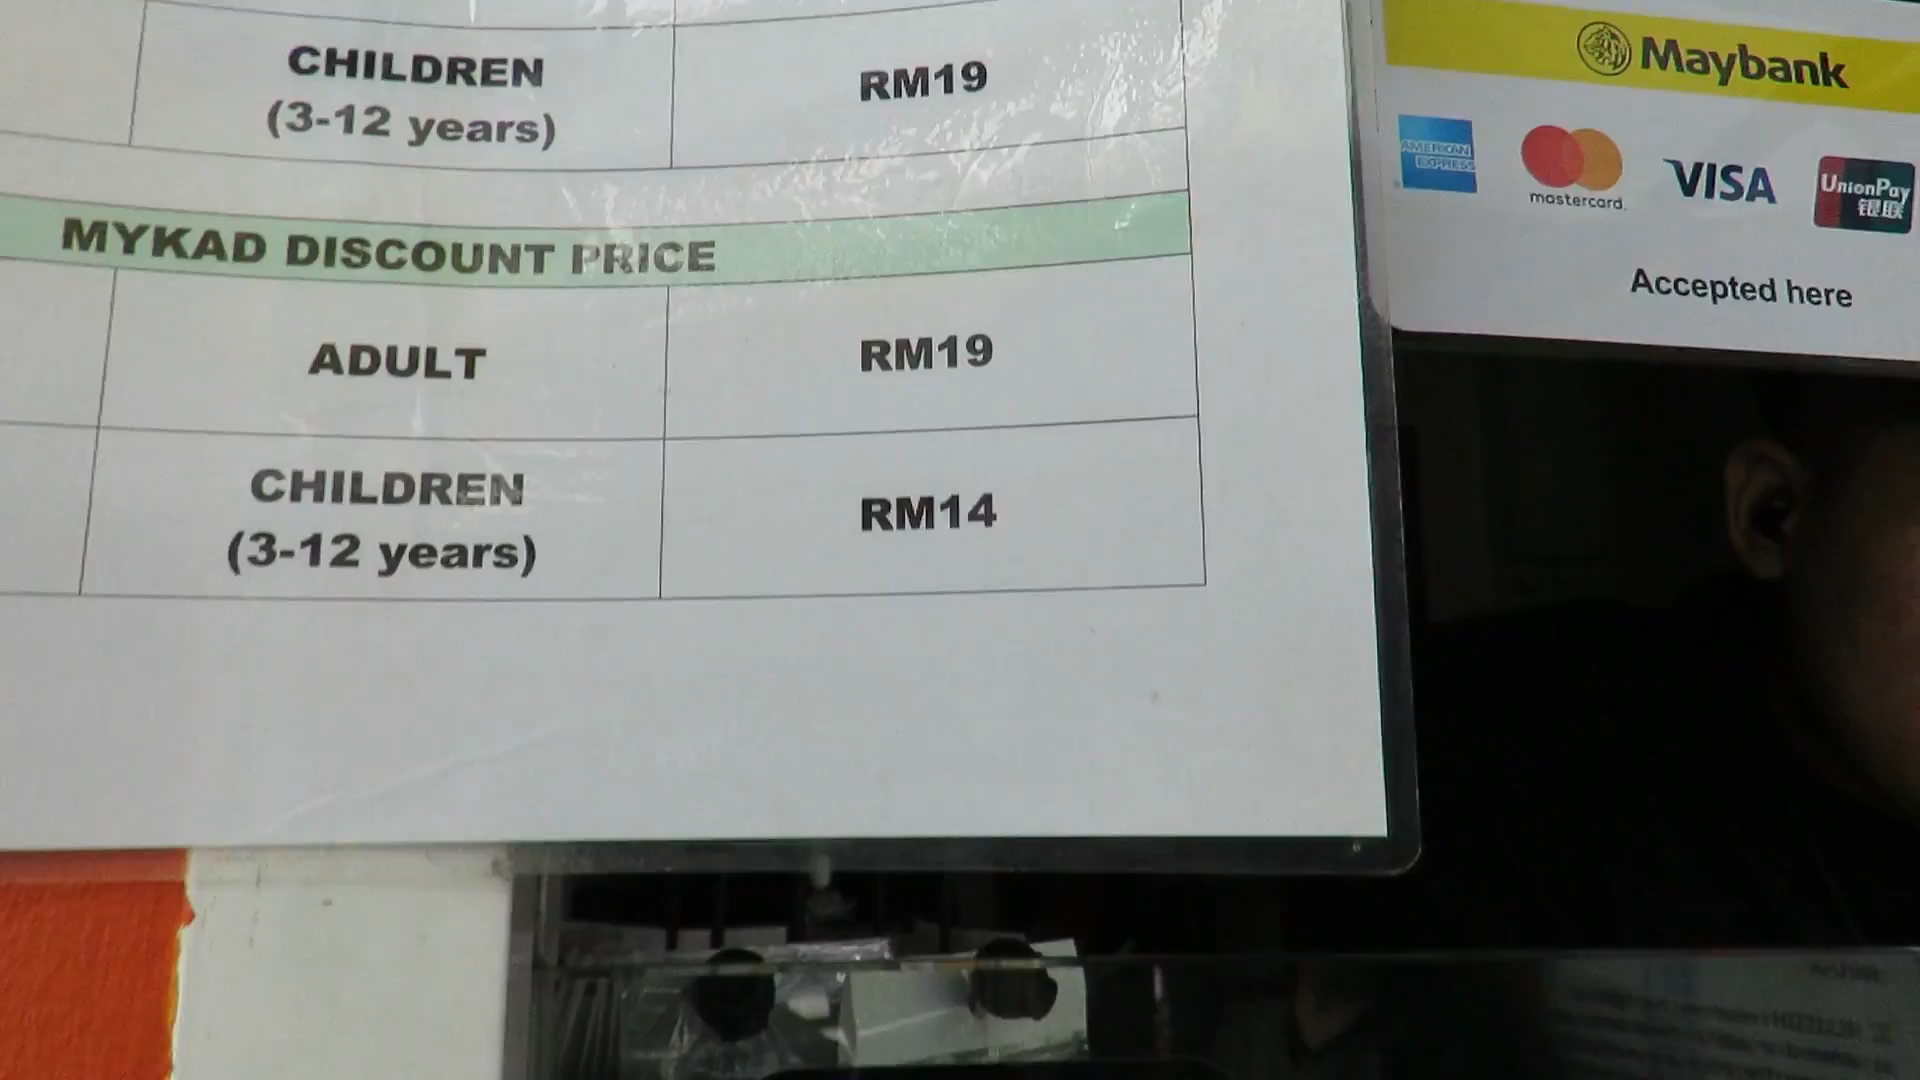 CHILDREN
(3-12 years)
RM19
MYKAD DISCOUNT PRICE
ADULT
RM19
CHILDREN
(3-12 years)
RM14
Maybank
AMERICAN
EXPRESS
mastercard.
VISA
UnionPay
银联
Accepted here